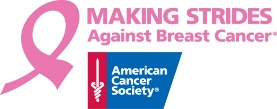 MAKING STRIDES
Against Breast Cancer®
American
Cancer
Society®